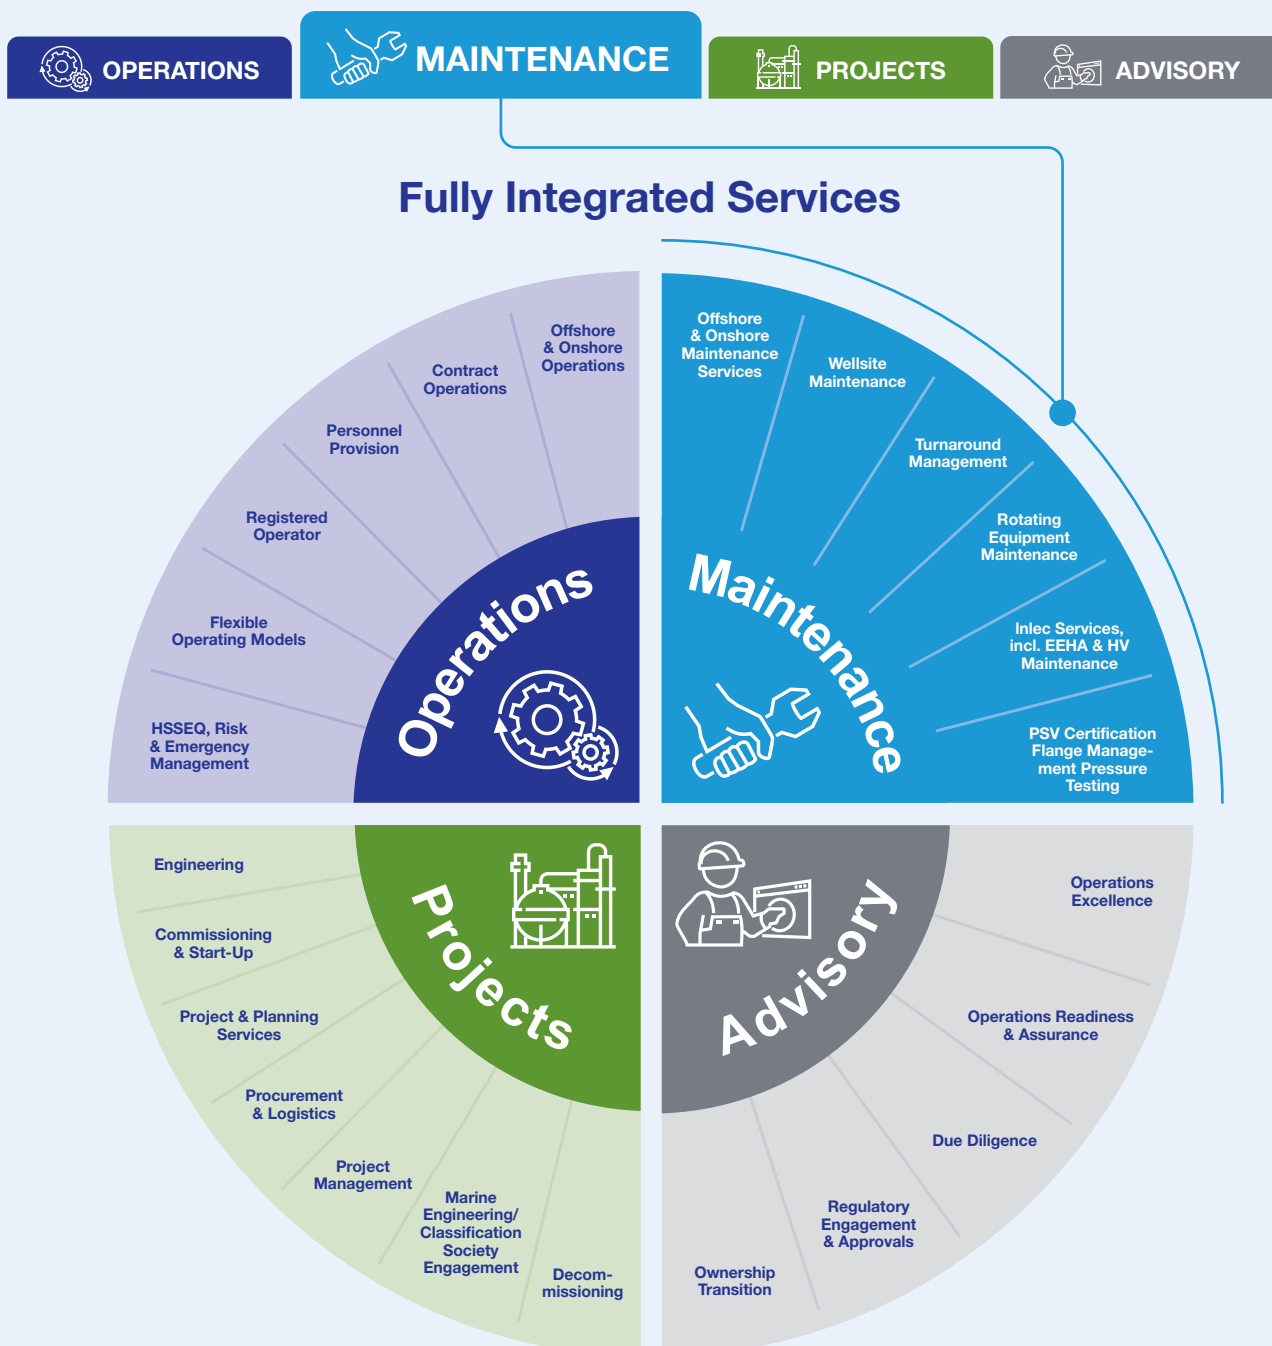 OPERATIONS
MAINTENANCE
PROJECTS
ADVISORY
Fully Integrated Services
Offshore
& Onshore
Operations
Contract
Operations
Personnel
Provision
Registered
Operator
Flexible
Operating Models
HSSEQ, Risk
& Emergency
Management
Operations
Offshore
& Onshore
Maintenance
Services
Wellsite
Maintenance
Turnaround
Management
Rotating
Equipment
Maintenance
Inlec Services,
incl. EEHA & HV
Maintenance
PSV Certification
Flange Manage-
ment Pressure
Testing
Maintenance
Engineering
Commissioning
& Start-Up
Project & Planning
Services
Procurement
& Logistics
Project
Management
Marine
Engineering/
Classification
Society
Engagement
Decom-
missioning
Projects
Operations
Excellence
Operations Readiness
& Assurance
Due Diligence
Regulatory
Engagement
& Approvals
Ownership
Transition
Advisory